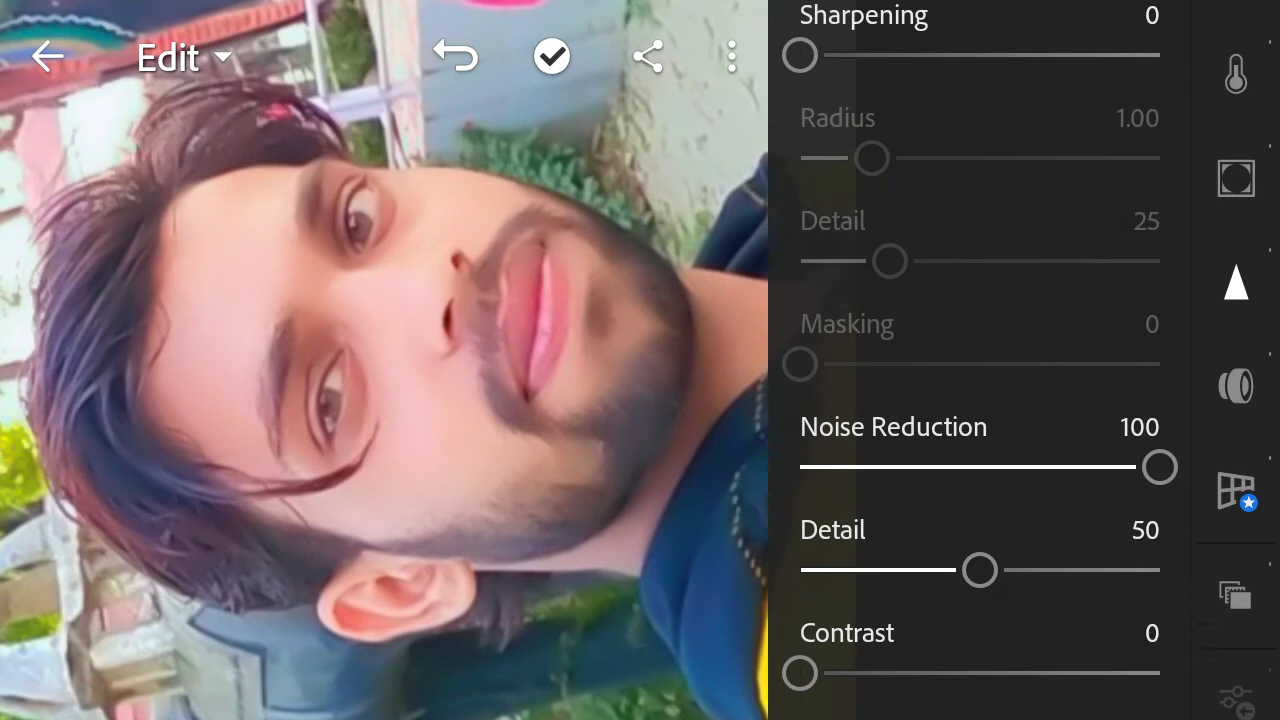 Edit
Sharpening 0
Radius 1.00
Detail 25
Masking 0
Noise Reduction 100
Detail 50
Contrast 0